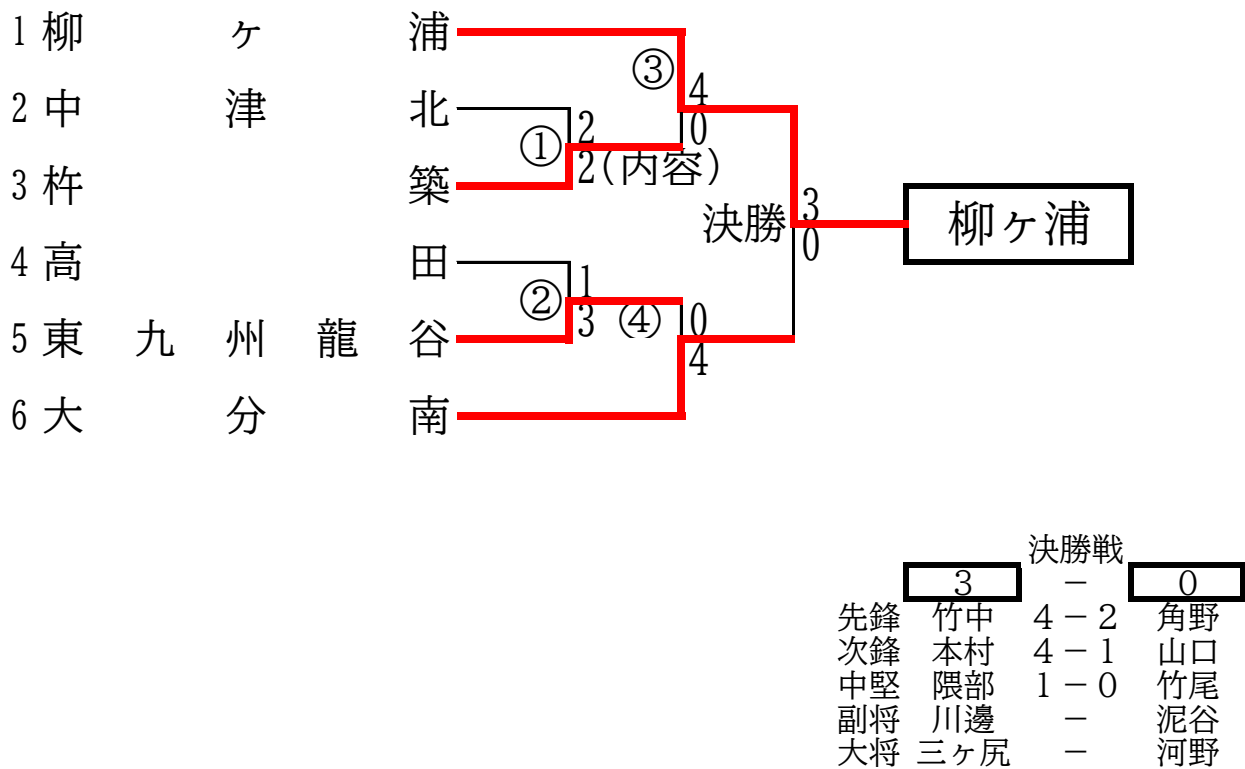 1 柳ヶ浦
③
4
2 中津北
2
0
①
2(内容)
3 杵築
3
決勝
柳ヶ浦
0
4 高田
1
②
3
④
0
5 東九州龍谷
4
6 大分南
決勝戦
３ － ０
先鋒 竹中 ４－２ 角野
次鋒 本村 ４－１ 山口
中堅 隈部 １－０ 竹尾
副将 川邊 － 泥谷
大将 三ヶ尻 － 河野